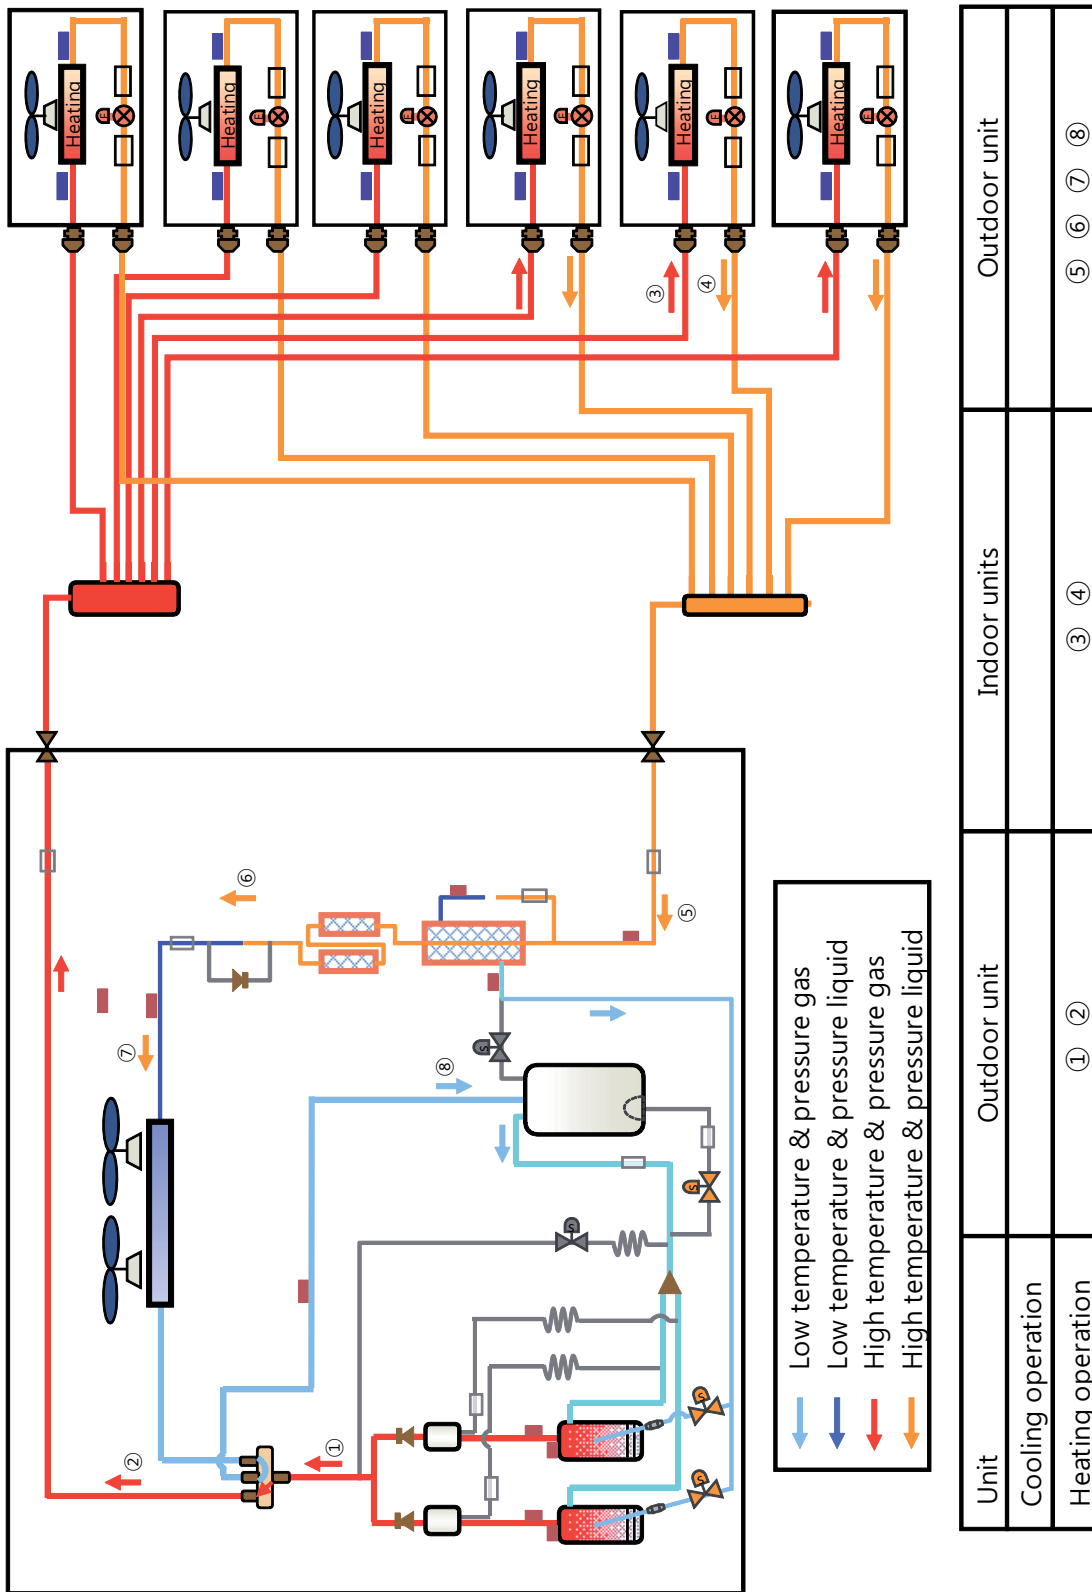 Heating
E
Heating
E
Heating
E
Heating
E
Heating
E
Heating
E
③
④
⑤
⑥
⑦
⑧
①
②
S
S
S
S
S
Low temperature & pressure gas
Low temperature & pressure liquid
High temperature & pressure gas
High temperature & pressure liquid
Unit Outdoor unit Indoor units Outdoor unit
Cooling operation
Heating operation ① ② ③ ④ ⑤ ⑥ ⑦ ⑧